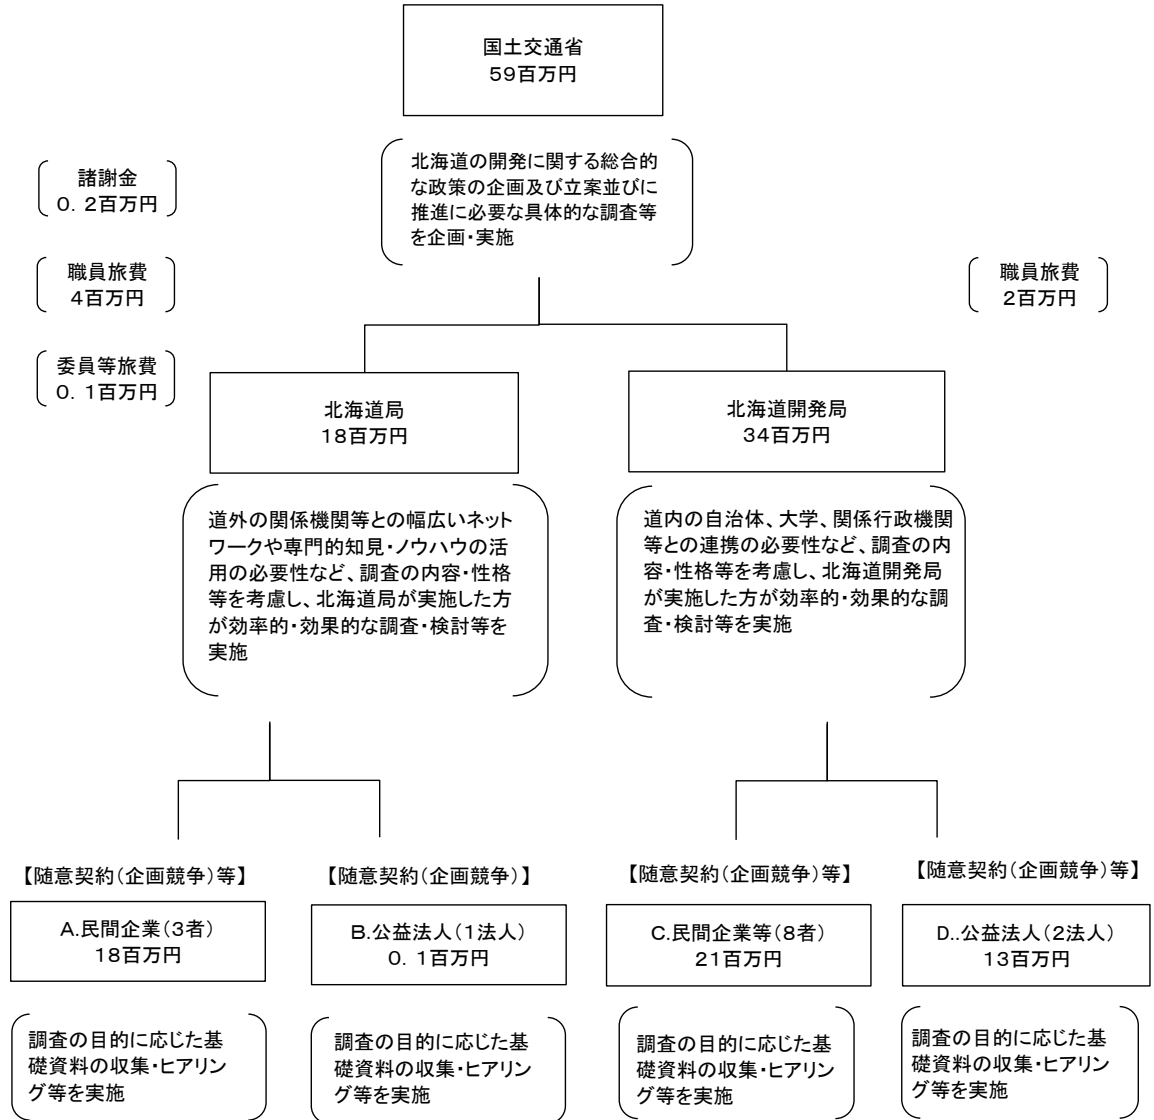 国土交通省
59百万円
北海道の開発に関する総合的
な政策の企画及び立案並びに
推進に必要な具体的な調査等
を企画・実施
諸謝金
０．２百万円
職員旅費
４百万円
委員等旅費
０．１百万円
職員旅費
２百万円
北海道局
18百万円
北海道開発局
34百万円
道外の関係機関等との幅広いネット
ワークや専門的知見・ノウハウの活
用の必要性など、調査の内容・性格
等を考慮し、北海道局が実施した方
が効率的・効果的な調査・検討等を
実施
道内の自治体、大学、関係行政機関
等との連携の必要性など、調査の内
容・性格等を考慮し、北海道開発局
が実施した方が効率的・効果的な調
査・検討等を実施
【随意契約（企画競争）等】
【随意契約（企画競争）】
【随意契約（企画競争）等】
【随意契約（企画競争）等】
A.民間企業（３者）
18百万円
B.公益法人（１法人）
０．１百万円
C.民間企業等（８者）
21百万円
D..公益法人（２法人）
13百万円
調査の目的に応じた基
礎資料の収集・ヒアリン
グ等を実施
調査の目的に応じた基
礎資料の収集・ヒアリン
グ等を実施
調査の目的に応じた基
礎資料の収集・ヒアリン
グ等を実施
調査の目的に応じた基
礎資料の収集・ヒアリン
グ等を実施